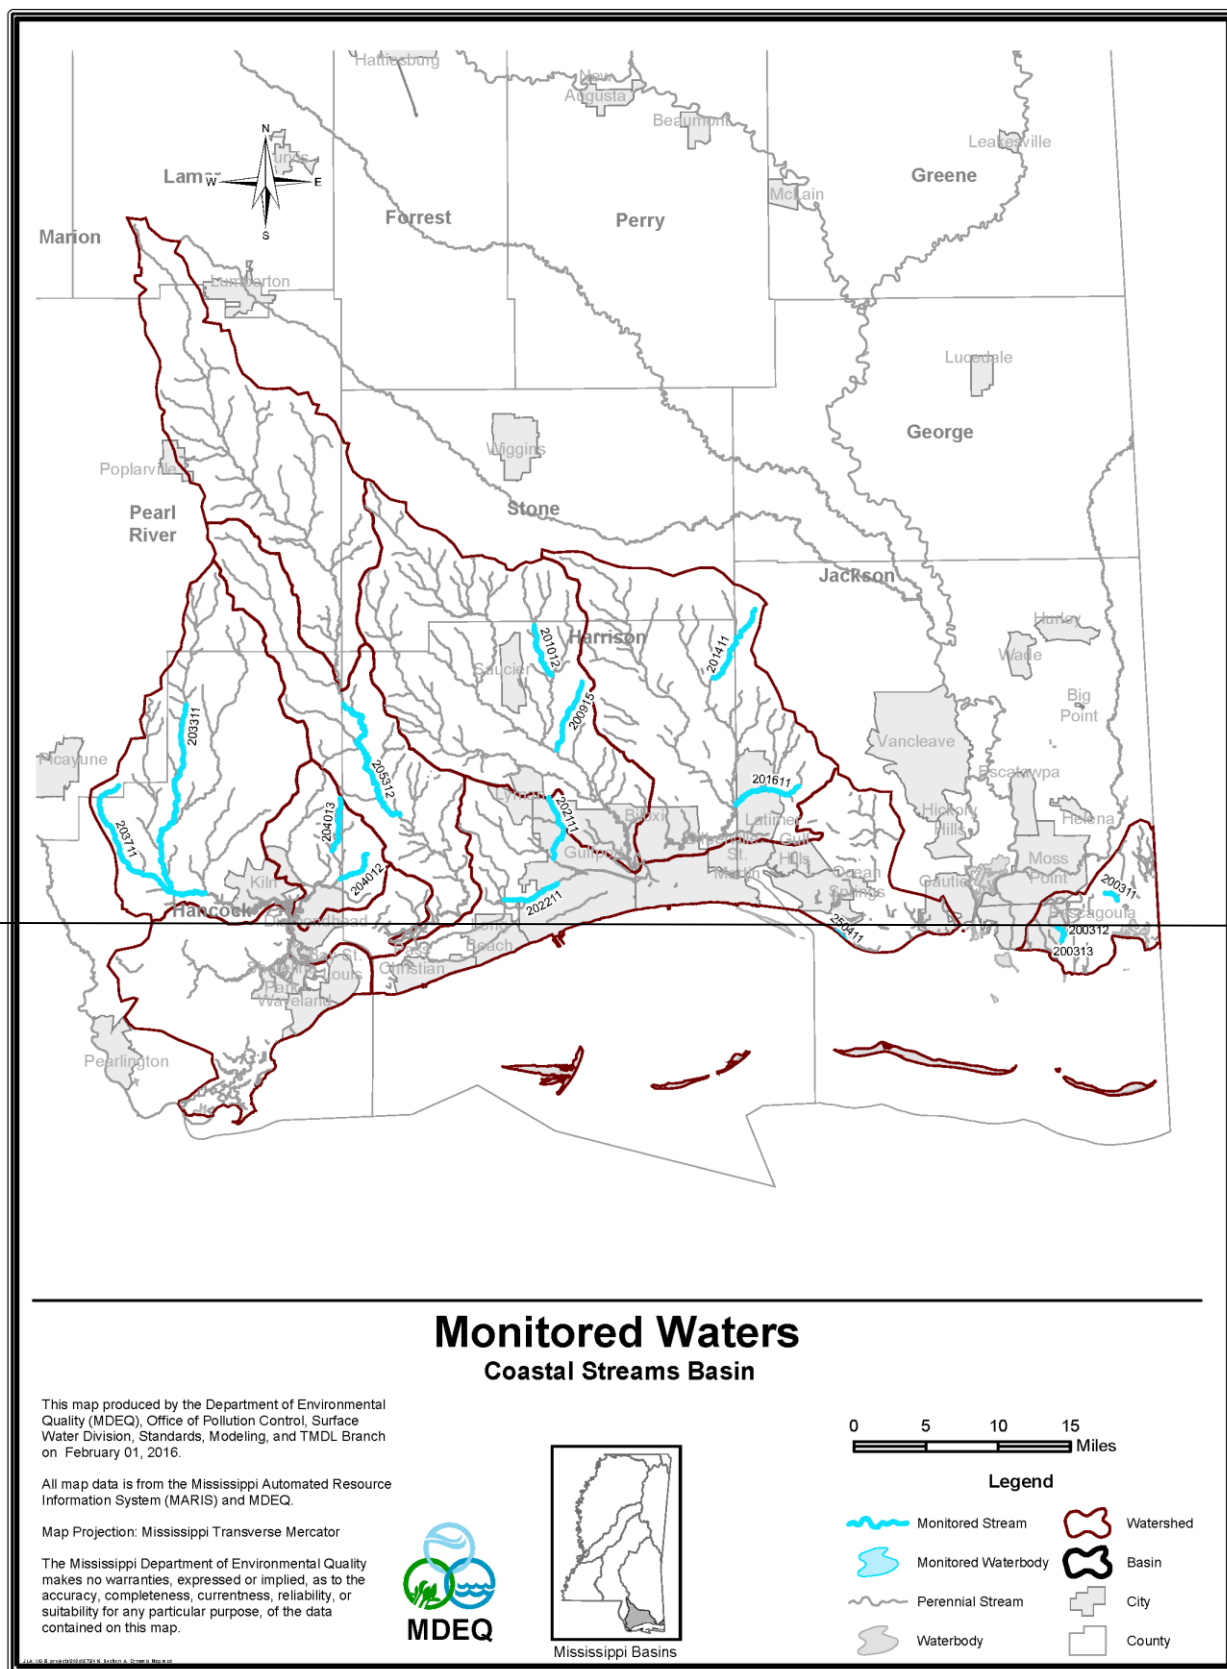 Hattiesburg
New
Augusta
Beaumont
Leakesville
N
W
E
S
Lamar
Greene
McLain
Forrest
Perry
Marion
Lumberton
Lucedale
George
Wiggins
Poplarville
Stone
Pearl
River
Jackson
Hurley
Harrison
201012
201411
Wade
Saucier
Big
Point
203311
200915
Vancleave
Picayune
205312
Escatawpa
201611
Lyman
202111
Biloxi
Latimer
Hickory
Hills
Helena
203711
204013
Gulfport
St.
Martin
Gulf
Hills
Moss
Point
Kiln
204012
Ocean
Springs
Gautier
200311
Hancock
202211
Pascagoula
Diamondhead
Long
Beach
250411
200312
200313
Bay St.
Louis
Pass
Christian
Park
Waveland
Pearlington
Monitored Waters
Coastal Streams Basin
This map produced by the Department of Environmental
Quality (MDEQ), Office of Pollution Control, Surface
Water Division, Standards, Modeling, and TMDL Branch
on February 01, 2016.
All map data is from the Mississippi Automated Resource
Information System (MARIS) and MDEQ.
Map Projection: Mississippi Transverse Mercator
The Mississippi Department of Environmental Quality
makes no warranties, expressed or implied, as to the
accuracy, completeness, currentness, reliability, or
suitability for any particular purpose, of the data
contained on this map.
MDEQ
Mississippi Basins
0 5 10 15
Miles
Legend
Monitored Stream
Watershed
Monitored Waterbody
Basin
Perennial Stream
City
Waterbody
County